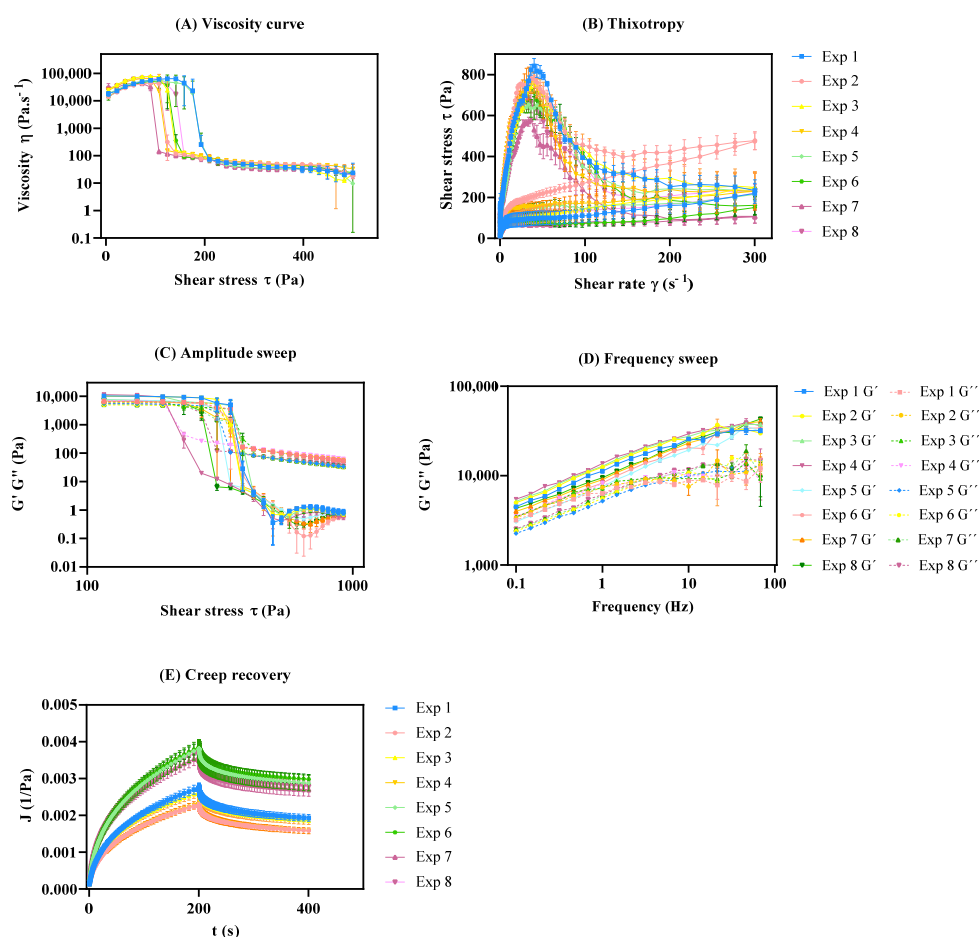 (A) Viscosity curve
Viscosity η (Pa.s⁻¹)
100,000
10,000
1,000
100
10
1
0.1
0 200 400
Shear stress τ (Pa)
(B) Thixotropy
Shear stress τ (Pa)
800
600
400
200
0
0 100 200 300
Shear rate γ (s⁻¹)
Exp 1
Exp 2
Exp 3
Exp 4
Exp 5
Exp 6
Exp 7
Exp 8
(C) Amplitude sweep
G' G'' (Pa)
10,000
1,000
100
10
1
0.1
0.01
100 1000
Shear stress τ (Pa)
(D) Frequency sweep
G' G'' (Pa)
100,000
10,000
1,000
0.1 1 10 100
Frequency (Hz)
Exp 1 G´ Exp 1 G´´
Exp 2 G´ Exp 2 G´´
Exp 3 G´ Exp 3 G´´
Exp 4 G´ Exp 4 G´´
Exp 5 G´ Exp 5 G´´
Exp 6 G´ Exp 6 G´´
Exp 7 G´ Exp 7 G´´
Exp 8 G´ Exp 8 G´´
(E) Creep recovery
J (1/Pa)
0.005
0.004
0.003
0.002
0.001
0.000
0 200 400
t (s)
Exp 1
Exp 2
Exp 3
Exp 4
Exp 5
Exp 6
Exp 7
Exp 8